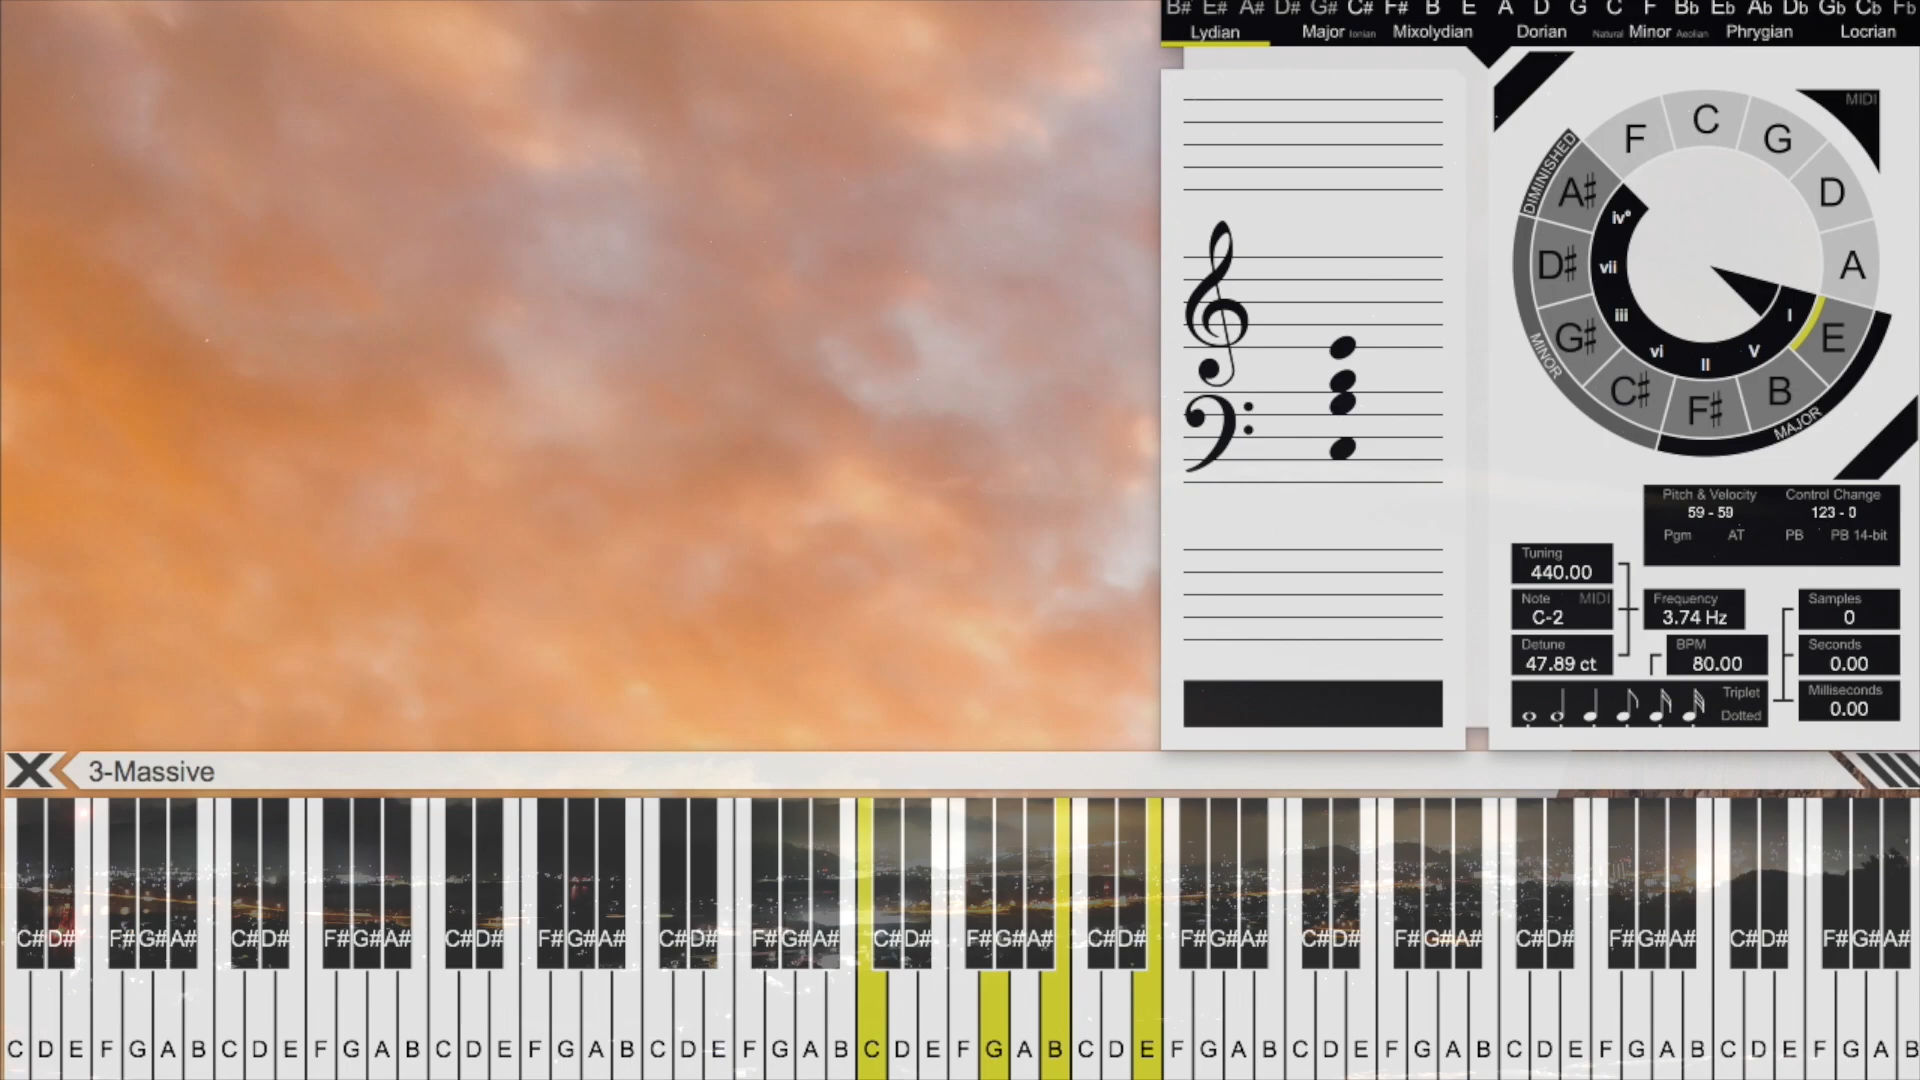 B# E# A# D# G# C# F# B E A D G C F Bb Eb Ab Db Gb Cb Fb
Lydian Major Ionian Mixolydian Dorian Natural Minor Aeolian Phrygian Locrian
MIDI
F C G D A E B F♯ C♯ G♯ D♯ A♯
DIMINISHED
MINOR
MAJOR
iv° vii iii vi II V I
Pitch & Velocity Control Change
59 - 59 123 - 0
Pgm AT PB PB 14-bit
Tuning
440.00
Note MIDI Frequency Samples
C-2 3.74 Hz 0
Detune BPM Seconds
47.89 ct 80.00 0.00
Triplet Milliseconds
Dotted 0.00
3-Massive
C# D# F# G# A# C# D# F# G# A# C# D# F# G# A# C# D# F# G# A# C# D# F# G# A# C# D# F# G# A# C# D# F# G# A# C# D# F# G# A# C# D# F# G# A#
C D E F G A B C D E F G A B C D E F G A B C D E F G A B C D E F G A B C D E F G A B C D E F G A B C D E F G A B C D E F G A B